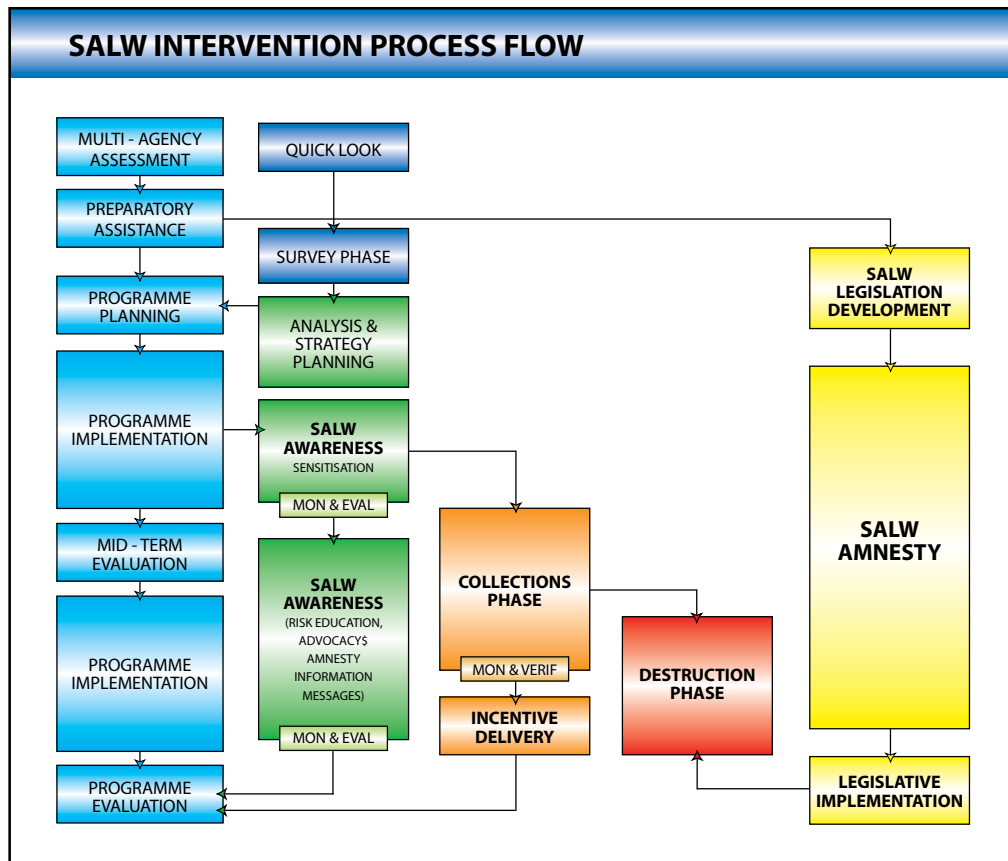 SALW INTERVENTION PROCESS FLOW
MULTI - AGENCY
ASSESSMENT
PREPARATORY
ASSISTANCE
PROGRAMME
PLANNING
PROGRAMME
IMPLEMENTATION
MID - TERM
EVALUATION
PROGRAMME
IMPLEMENTATION
PROGRAMME
EVALUATION
QUICK LOOK
SURVEY PHASE
ANALYSIS &
STRATEGY
PLANNING
SALW
AWARENESS
SENSITISATION
MON & EVAL
SALW
AWARENESS
(RISK EDUCATION,
ADVOCACY$
AMNESTY
INFORMATION
MESSAGES)
MON & EVAL
COLLECTIONS
PHASE
MON & VERIF
INCENTIVE
DELIVERY
DESTRUCTION
PHASE
SALW
LEGISLATION
DEVELOPMENT
SALW
AMNESTY
LEGISLATIVE
IMPLEMENTATION